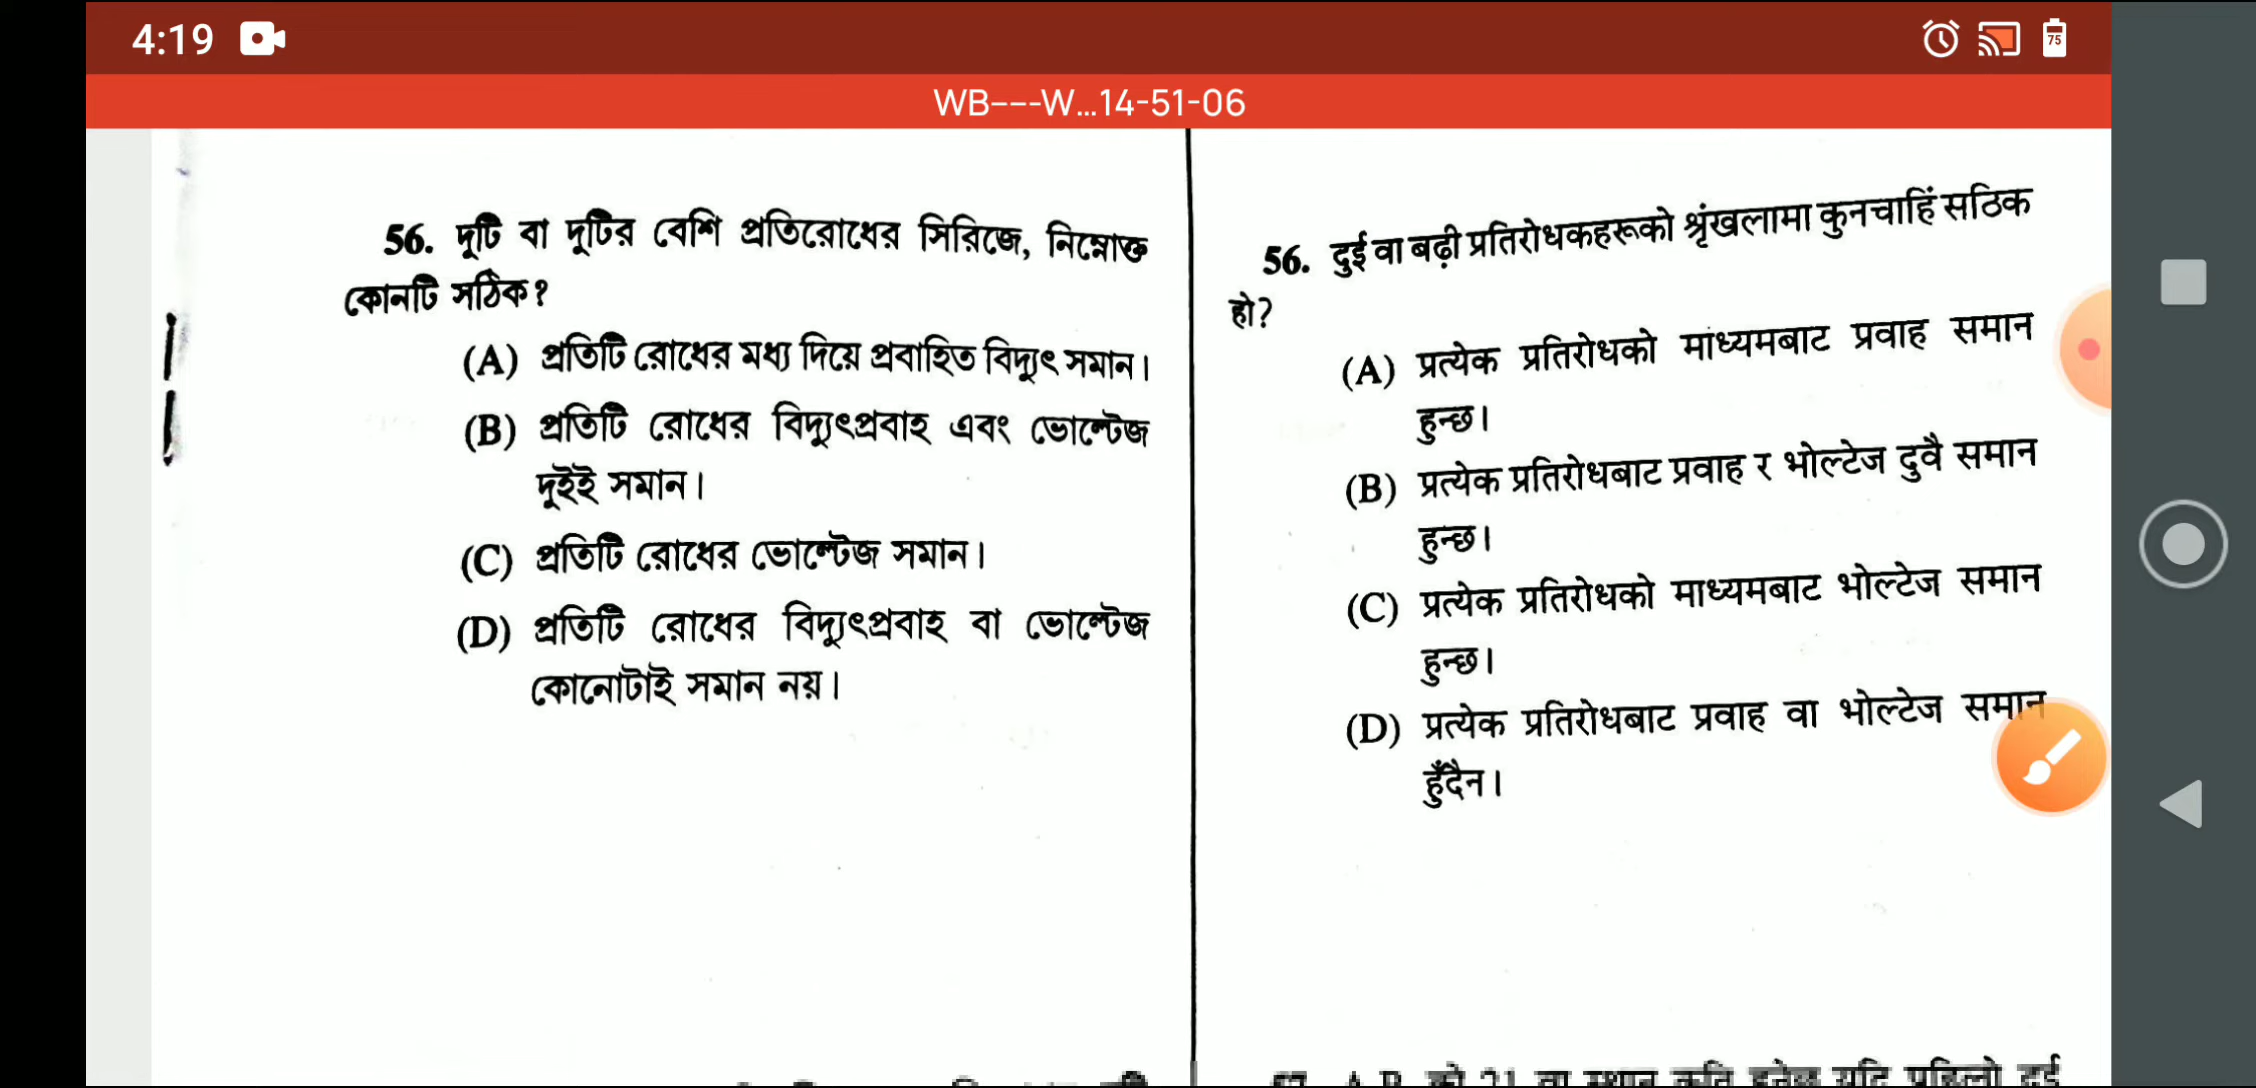 4:19
75
WB---W...14-51-06
56. দুটি বা দুটির বেশি প্রতিরোধের সিরিজে, নিম্নোক্ত
কোনটি সঠিক?
(A) প্রতিটি রোধের মধ্য দিয়ে প্রবাহিত বিদ্যুৎ সমান।
(B) প্রতিটি রোধের বিদ্যুৎপ্রবাহ এবং ভোল্টেজ
দুইই সমান।
(C) প্রতিটি রোধের ভোল্টেজ সমান।
(D) প্রতিটি রোধের বিদ্যুৎপ্রবাহ বা ভোল্টেজ
কোনোটাই সমান নয়।
56. दुई वा बढ़ी प्रतिरोधकहरूको श्रृंखलामा कुनचाहिं सठिक
हो?
(A) प्रत्येक प्रतिरोधको माध्यमबाट प्रवाह समान
हुन्छ।
(B) प्रत्येक प्रतिरोधबाट प्रवाह र भोल्टेज दुवै समान
हुन्छ।
(C) प्रत्येक प्रतिरोधको माध्यमबाट भोल्टेज समान
हुन्छ।
(D) प्रत्येक प्रतिरोधबाट प्रवाह वा भोल्टेज समान
हुँदैन।